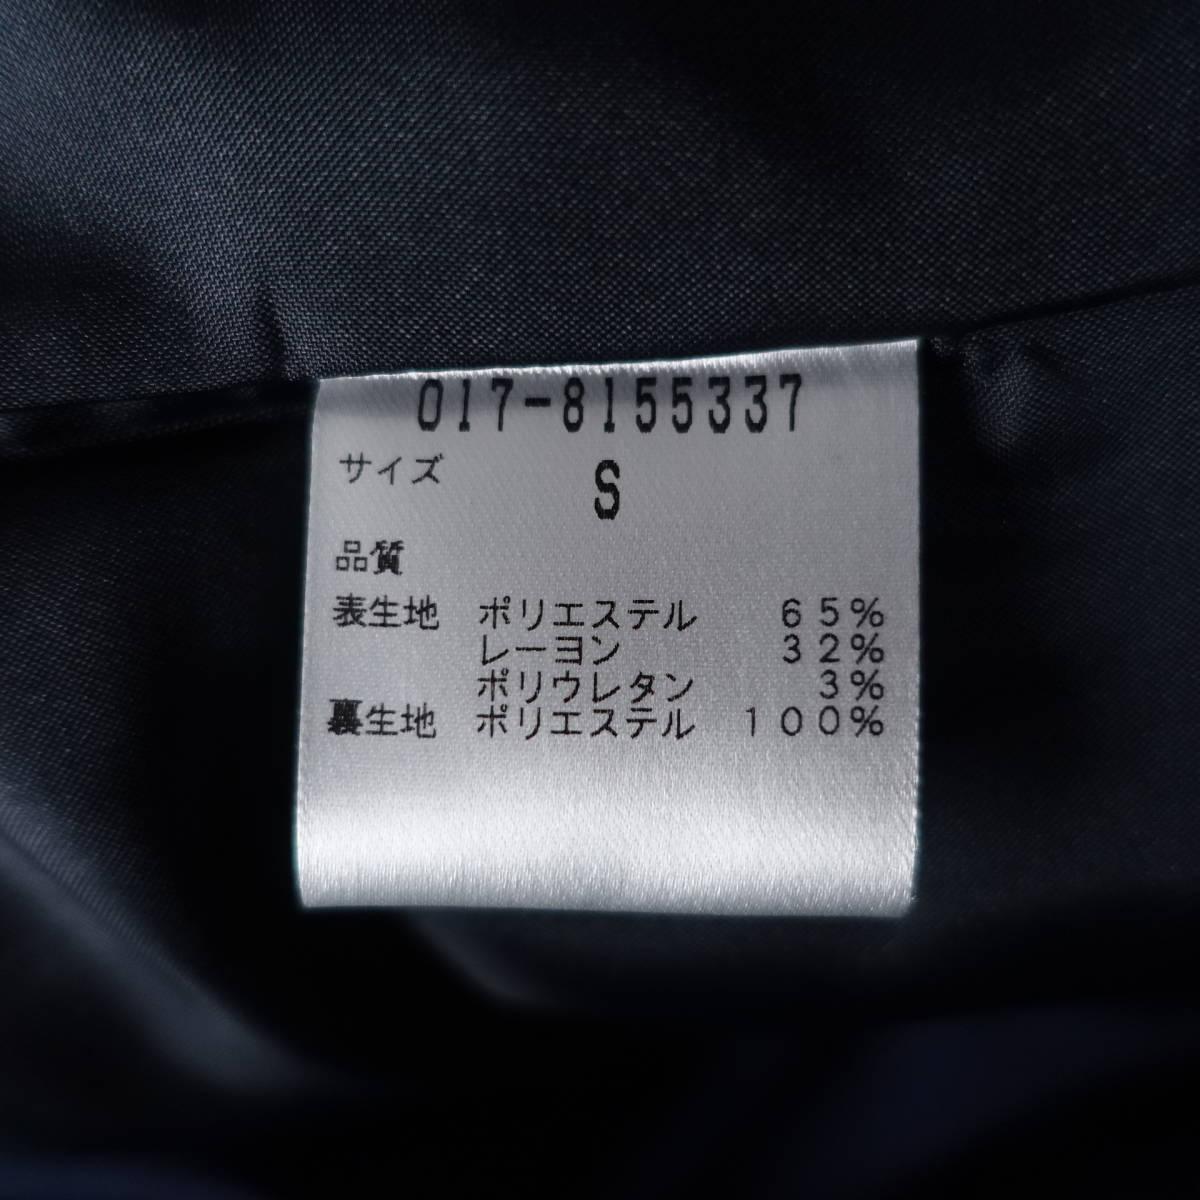 017-8155337
サイズ S
品質
表生地 ポリエステル 65%
レーヨン 32%
ポリウレタン 3%
裏生地 ポリエステル 100%